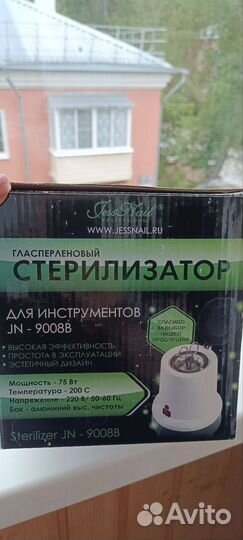 JessNail®
WWW.JESSNAIL.RU
ГЛАСПЕРЛЕНОВЫЙ
СТЕРИЛИЗАТОР
ДЛЯ ИНСТРУМЕНТОВ
JN - 9008B
• ВЫСОКАЯ ЭФФЕКТИВНОСТЬ
• ПРОСТОТА В ЭКСПЛУАТАЦИИ
• ЭСТЕТИЧНЫЙ ДИЗАЙН
СПАСИБО
ЗА ВЫБОР
НАШЕЙ
ПРОДУКЦИИ
Мощность - 75 Вт
Температура - 200 С
Напряжение - 220 В/ 50-60 Гц
Бак - алюминий выс. чистоты
Sterilizer JN - 9008B
Avito